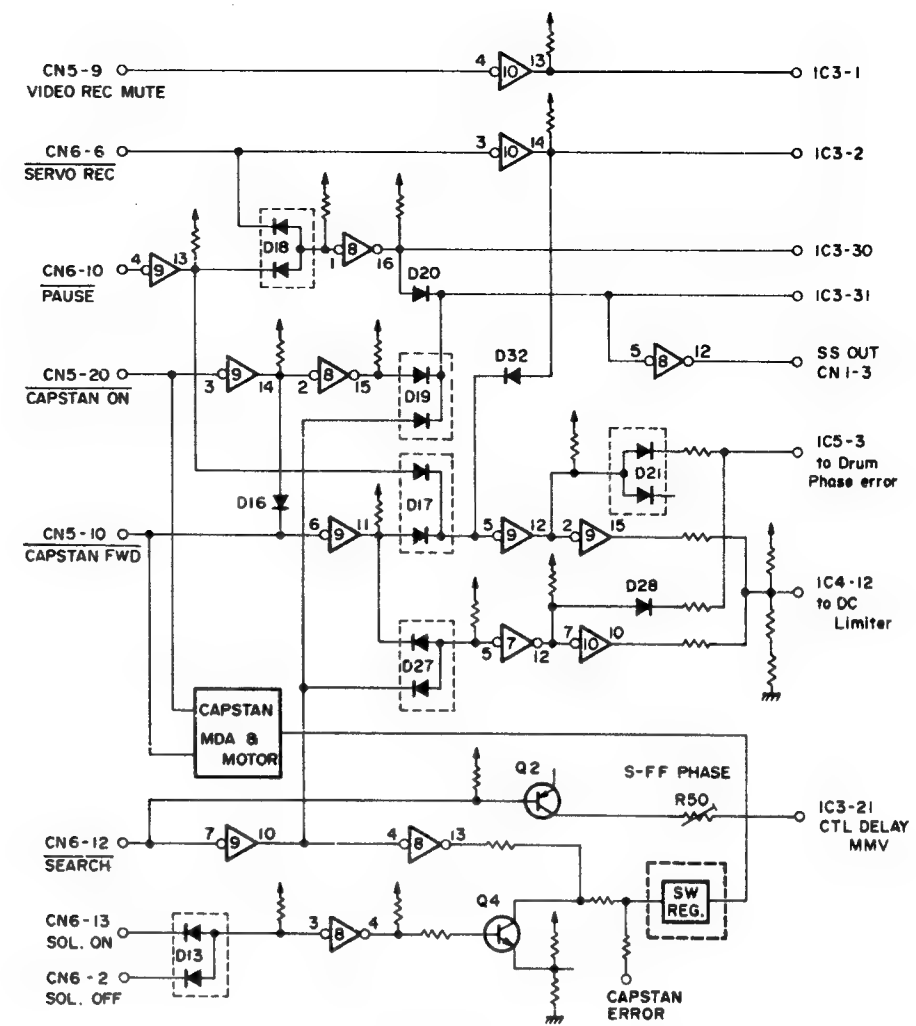 CN5-9
VIDEO REC MUTE
4
10
13
IC3-1
CN6-6
SERVO REC
3
10
14
IC3-2
CN6-10
PAUSE
4
9
13
D18
1
8
16
IC3-30
D20
IC3-31
5
8
12
SS OUT
CN1-3
CN5-20
CAPSTAN ON
3
9
14
2
8
15
D19
D32
IC5-3
to Drum
Phase error
D21
D16
D17
CN5-10
CAPSTAN FWD
6
9
11
5
9
12
2
9
15
D28
IC4-12
to DC
Limiter
D27
5
7
12
7
10
10
CAPSTAN
MDA &
MOTOR
Q2
S-FF PHASE
R50
IC3-21
CTL DELAY
MMV
CN6-12
SEARCH
7
9
10
4
8
13
SW
REG.
CN6-13
SOL. ON
D13
CN6-2
SOL. OFF
3
8
4
Q4
CAPSTAN
ERROR